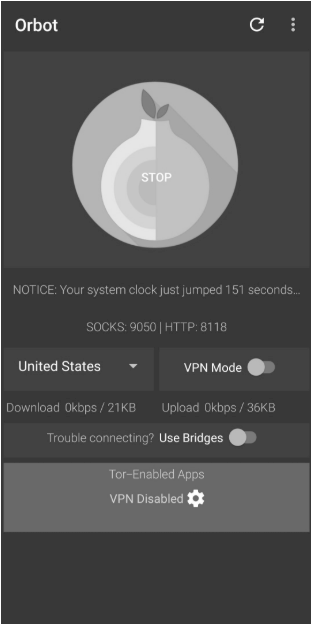 Orbot
STOP
NOTICE: Your system clock just jumped 151 seconds...
SOCKS: 9050 | HTTP: 8118
United States VPN Mode
Download 0kbps / 21KB Upload 0kbps / 36KB
Trouble connecting? Use Bridges
Tor-Enabled Apps
VPN Disabled